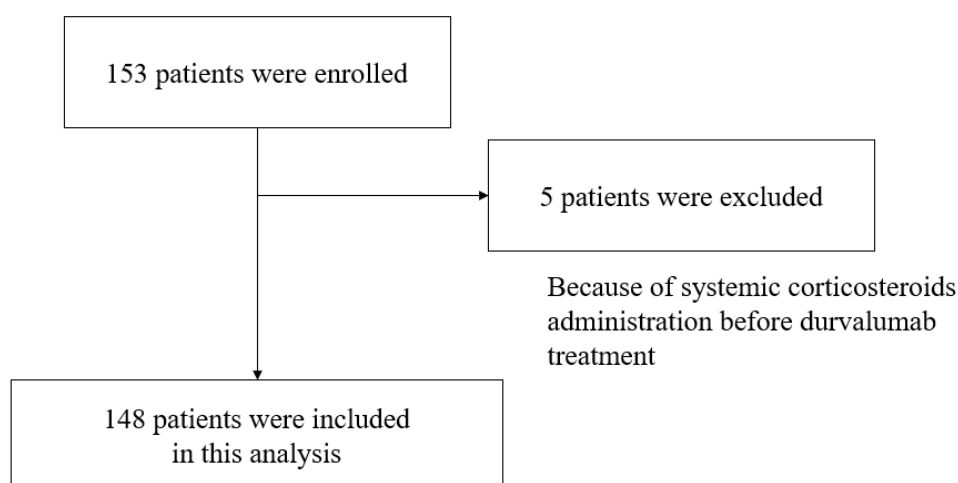 153 patients were enrolled
5 patients were excluded
Because of systemic corticosteroids
administration before durvalumab
treatment
148 patients were included
in this analysis